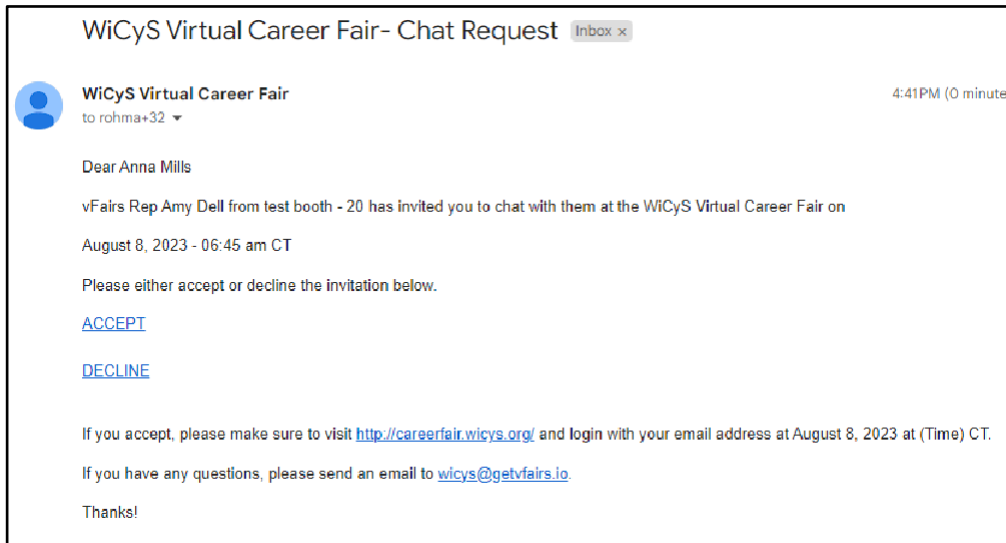 WiCyS Virtual Career Fair- Chat Request Inbox x
WiCyS Virtual Career Fair 4:41 PM (0 minute
to rohma+32
Dear Anna Mills
vFairs Rep Amy Dell from test booth - 20 has invited you to chat with them at the WiCyS Virtual Career Fair on
August 8, 2023 - 06:45 am CT
Please either accept or decline the invitation below.
ACCEPT
DECLINE
If you accept, please make sure to visit http://careerfair.wicys.org/ and login with your email address at August 8, 2023 at (Time) CT.
If you have any questions, please send an email to wicys@getvfairs.io.
Thanks!